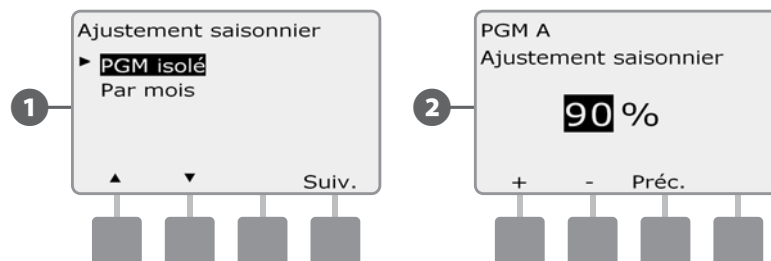 1
Ajustement saisonnier
► PGM isolé
Par mois
▲ ▼ Suiv.
2
PGM A
Ajustement saisonnier
90 %
+ - Préc.